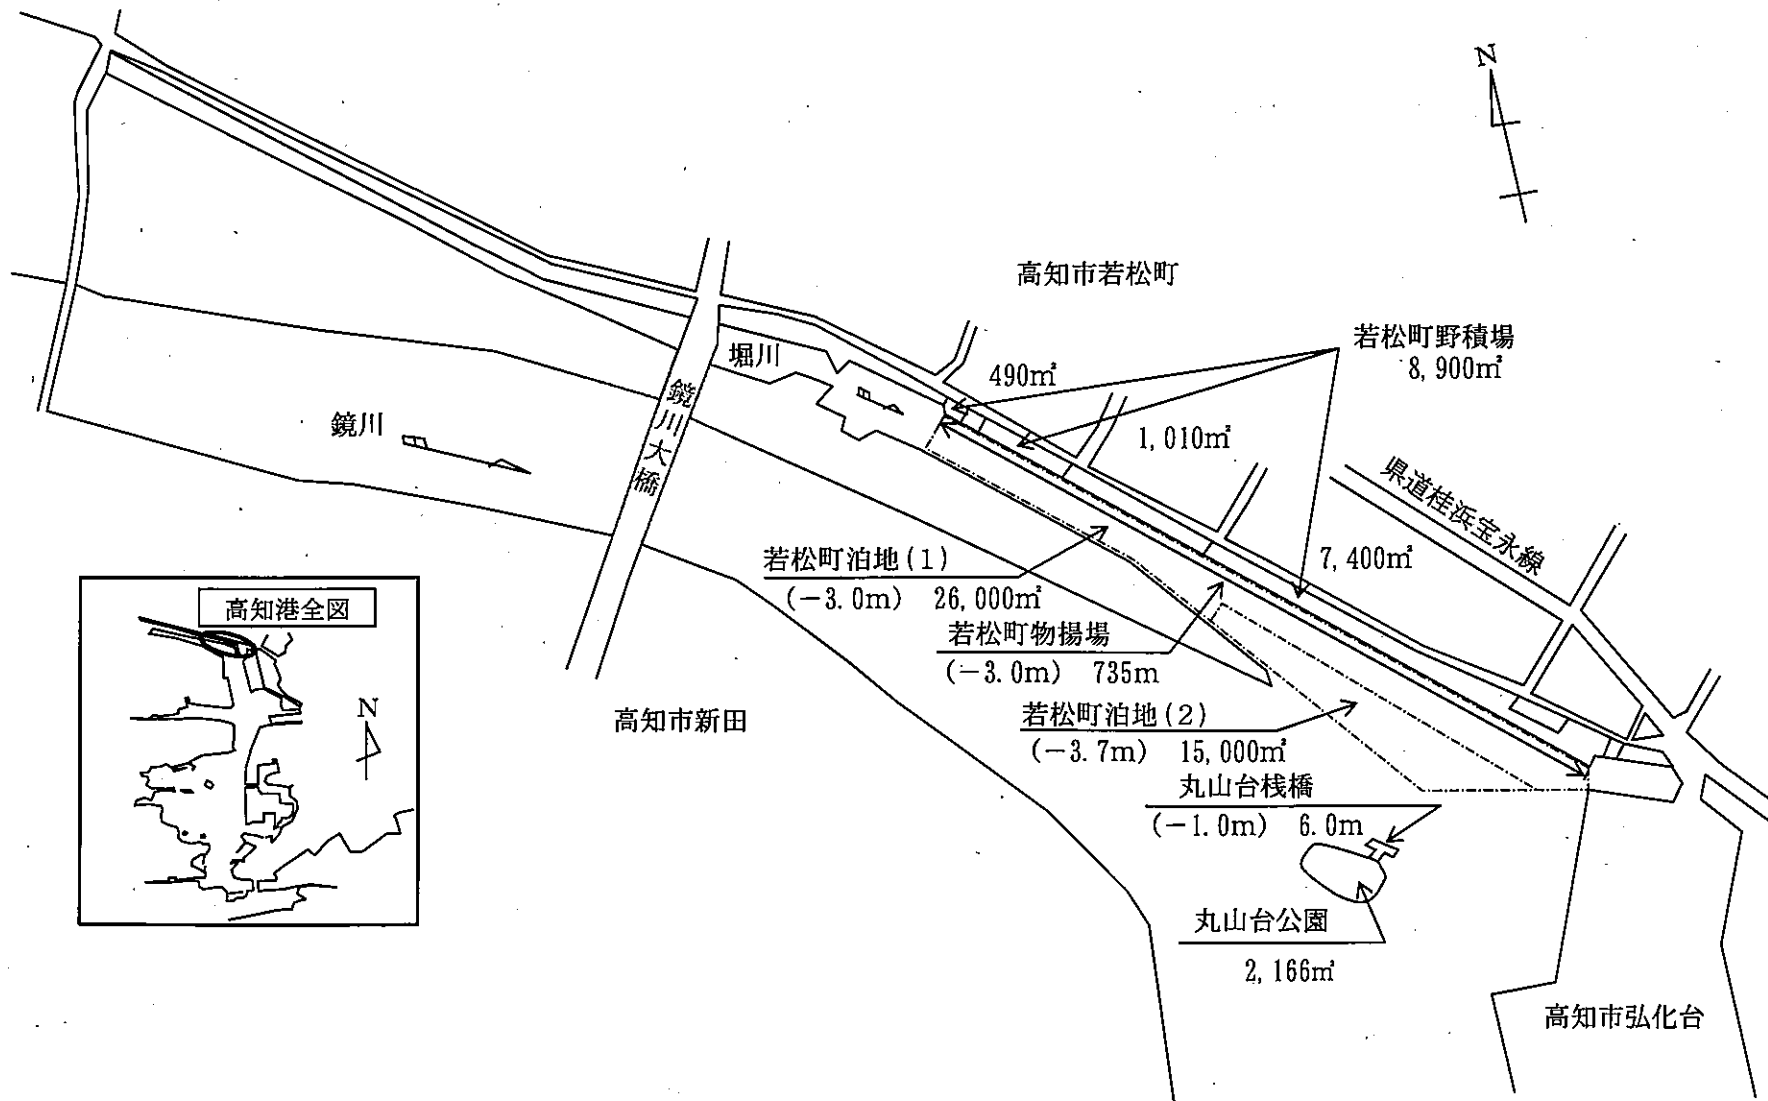 N
高知市若松町
若松町野積場
8,900㎡
490㎡
1,010㎡
7,400㎡
堀川
鏡川
鏡川大橋
県道桂浜宝永線
若松町泊地(1)
(-3.0m) 26,000㎡
若松町物揚場
(-3.0m) 735m
若松町泊地(2)
(-3.7m) 15,000㎡
丸山台桟橋
(-1.0m) 6.0m
丸山台公園
2,166㎡
高知市新田
高知市弘化台
高知港全図
N